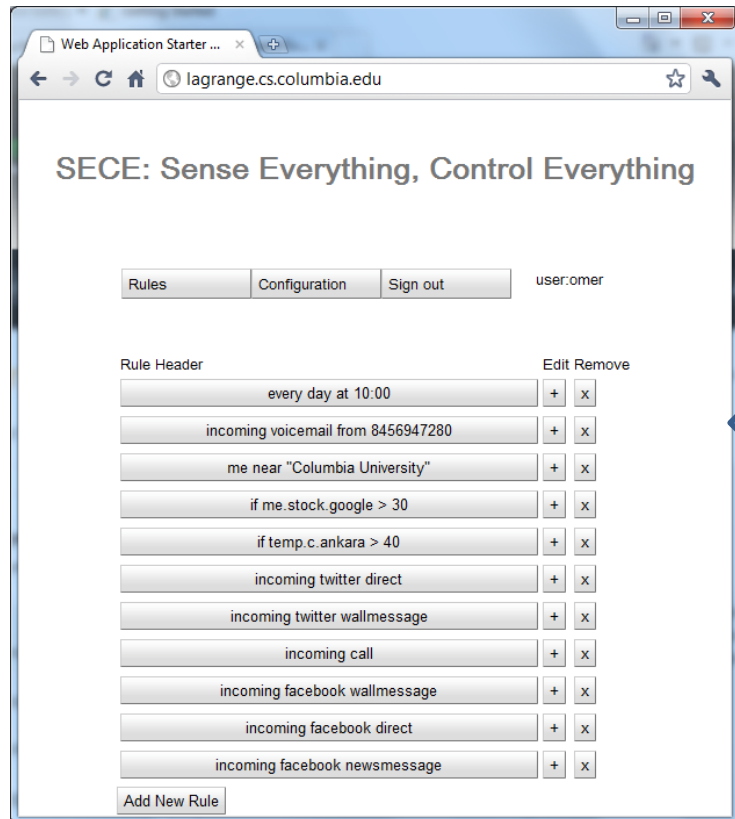 Web Application Starter ...
lagrange.cs.columbia.edu
SECE: Sense Everything, Control Everything
Rules Configuration Sign out user:omer
Rule Header Edit Remove
every day at 10:00 + x
incoming voicemail from 8456947280 + x
me near "Columbia University" + x
if me.stock.google > 30 + x
if temp.c.ankara > 40 + x
incoming twitter direct + x
incoming twitter wallmessage + x
incoming call + x
incoming facebook wallmessage + x
incoming facebook direct + x
incoming facebook newsmessage + x
Add New Rule